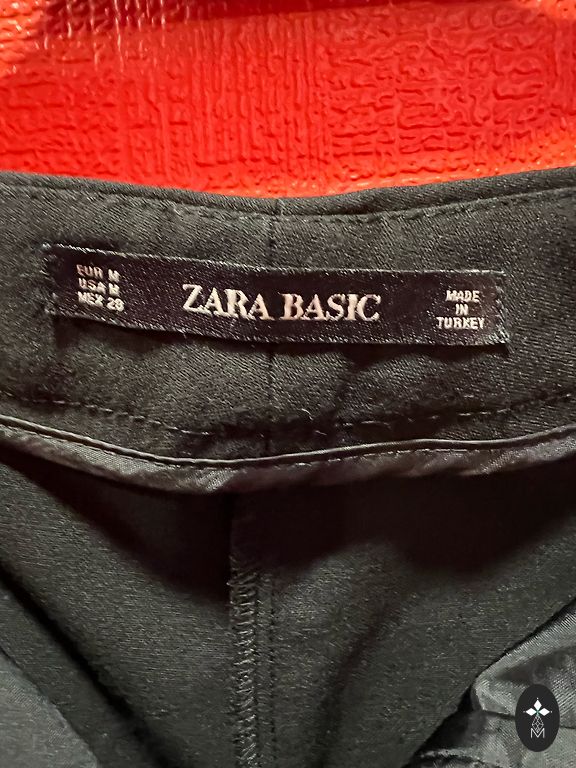 EUR M
USA M
MEX 28
ZARA BASIC
MADE
IN
TURKEY
M